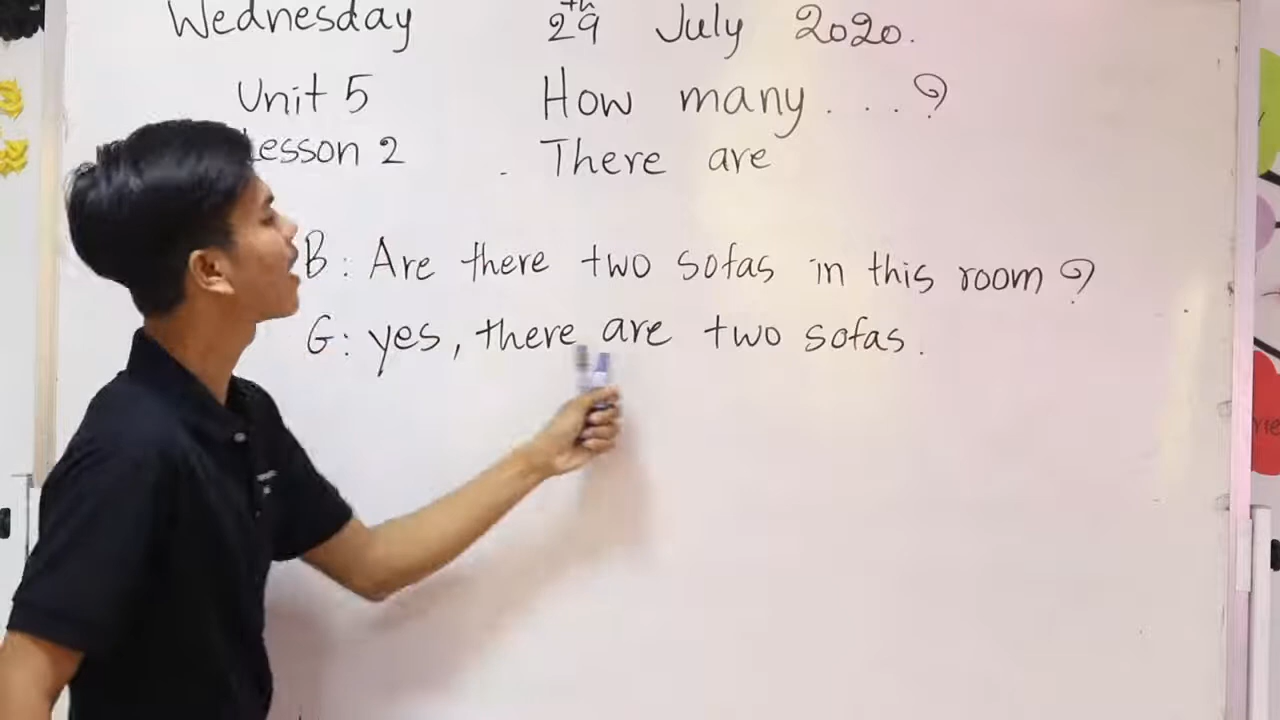 Wednesday 29th July 2020.
Unit 5 How many . . . ?
Lesson 2 . There are
B: Are there two sofas in this room?
G: yes, there are two sofas.